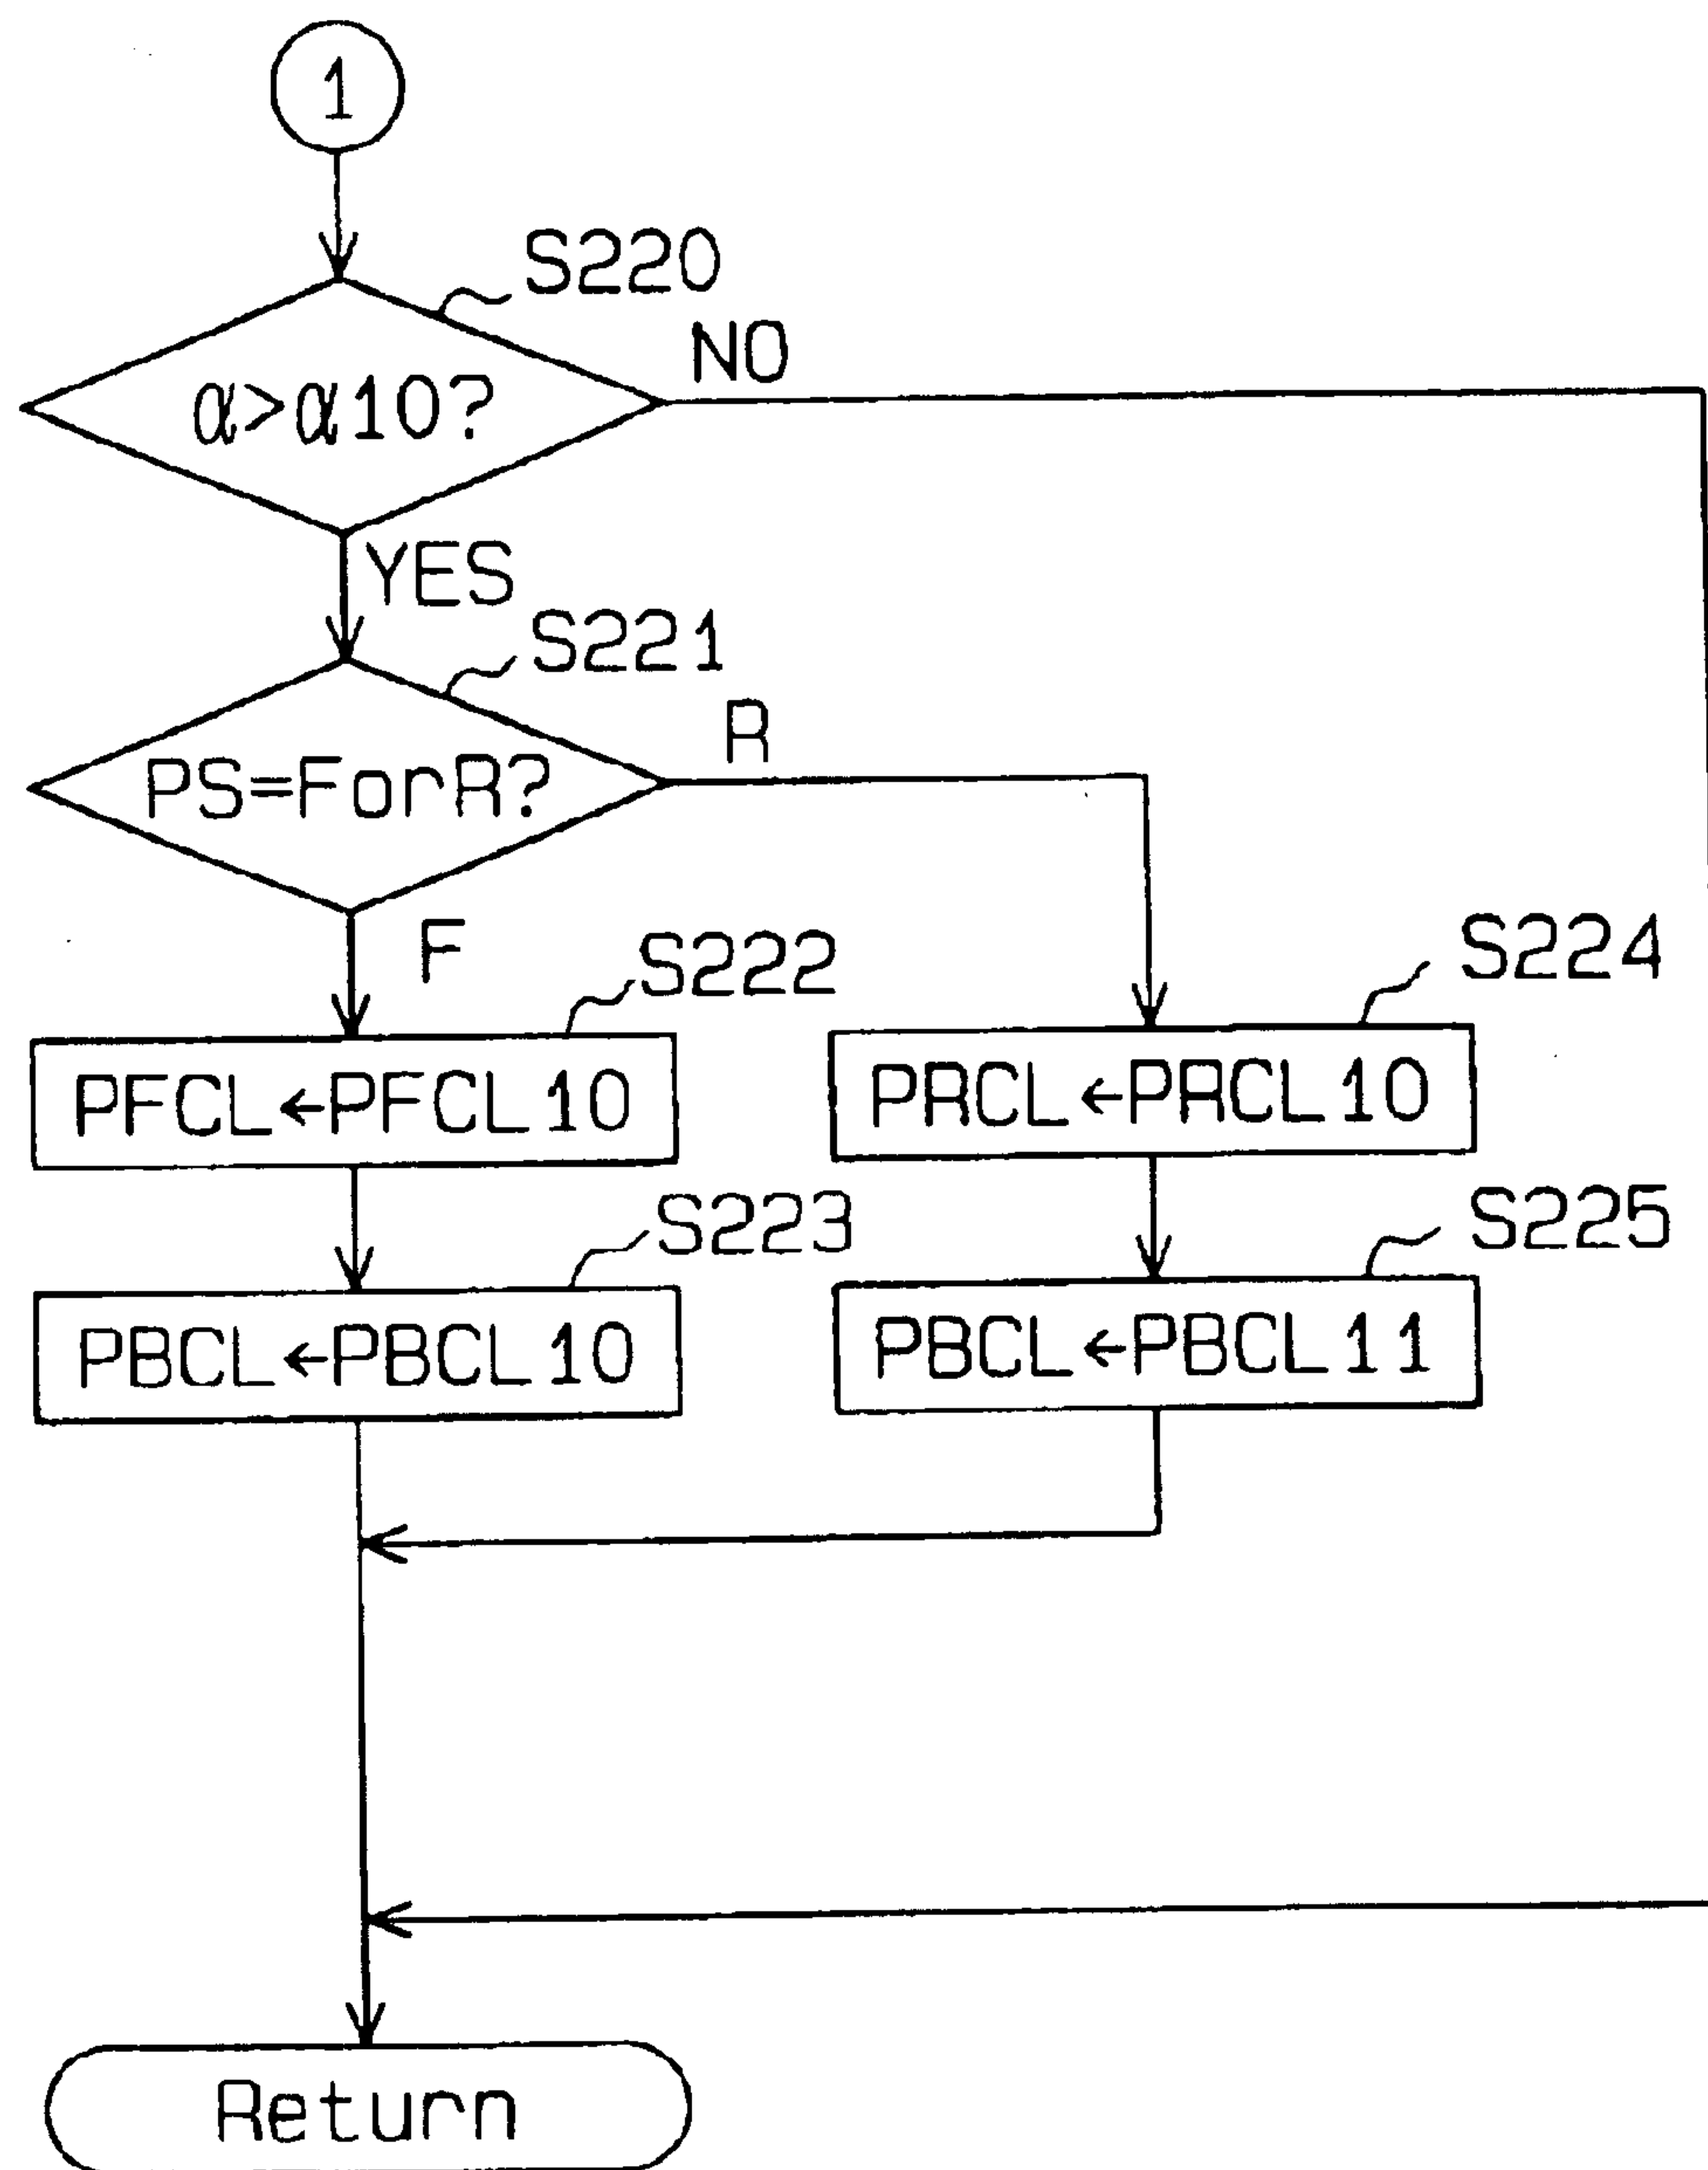 1
S220
NO
α>α10?
YES
S221
R
PS=ForR?
F
S222
S224
PFCL←PFCL10
PRCL←PRCL10
S223
S225
PBCL←PBCL10
PBCL←PBCL11
Return